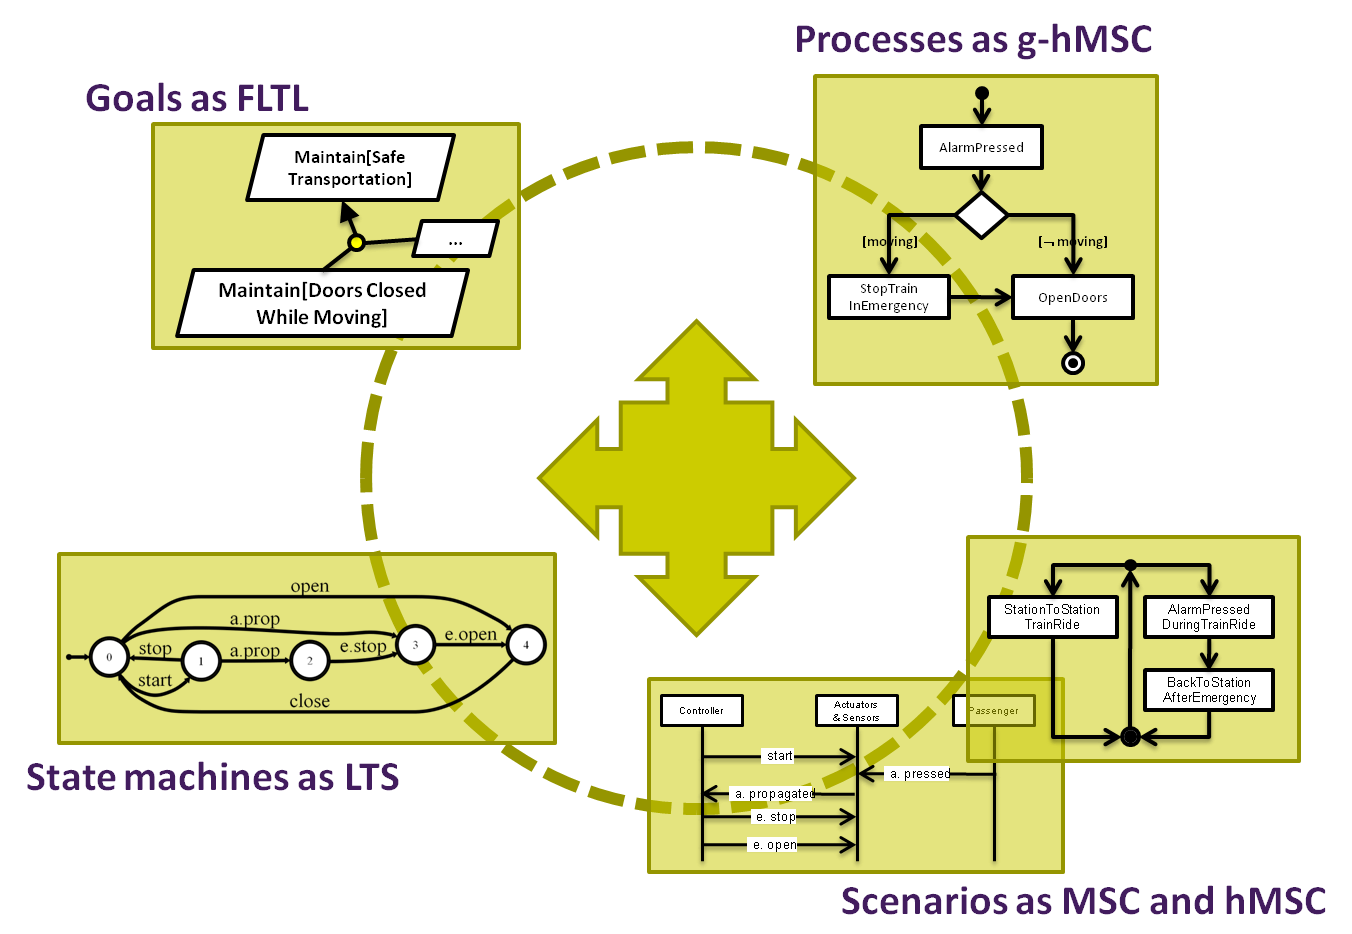 Processes as g-hMSC
Goals as FLTL
Maintain[Safe
Transportation]
...
Maintain[Doors Closed
While Moving]
AlarmPressed
[moving]
[¬ moving]
StopTrain
InEmergency
OpenDoors
open
a.prop
stop
a.prop
e.stop
e.open
start
close
0
1
2
3
4
State machines as LTS
StationToStation
TrainRide
AlarmPressed
DuringTrainRide
BackToStation
AfterEmergency
Controller
Actuators
& Sensors
Passenger
start
a. pressed
a. propagated
e. stop
e. open
Scenarios as MSC and hMSC